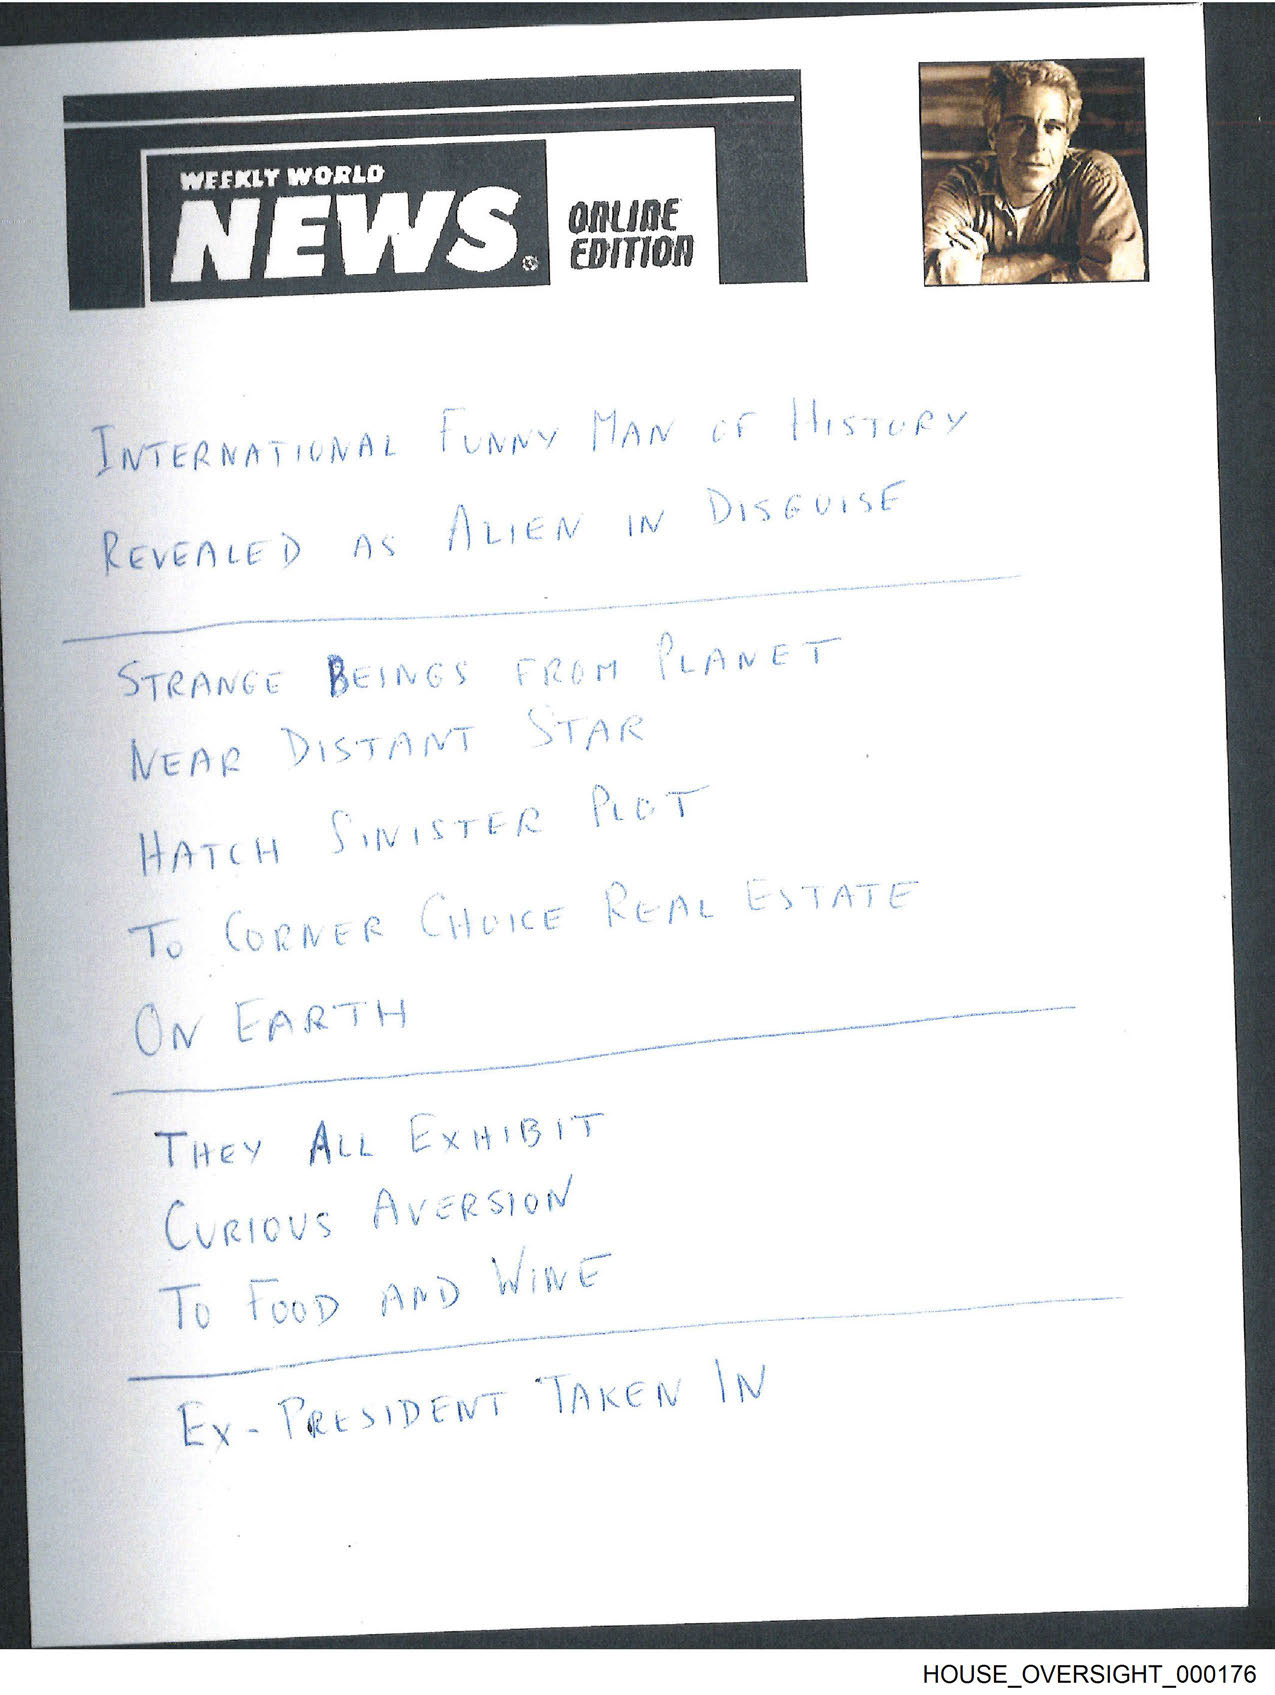 WEEKLY WORLD
NEWS®
ONLINE
EDITION
INTERNATIONAL FUNNY MAN OF HISTORY
REVEALED AS ALIEN IN DISGUISE
STRANGE BEINGS FROM PLANET
NEAR DISTANT STAR
HATCH SINISTER PLOT
TO CORNER CHOICE REAL ESTATE
ON EARTH
THEY ALL EXHIBIT
CURIOUS AVERSION
TO FOOD AND WINE
EX-PRESIDENT TAKEN IN
HOUSE_OVERSIGHT_000176